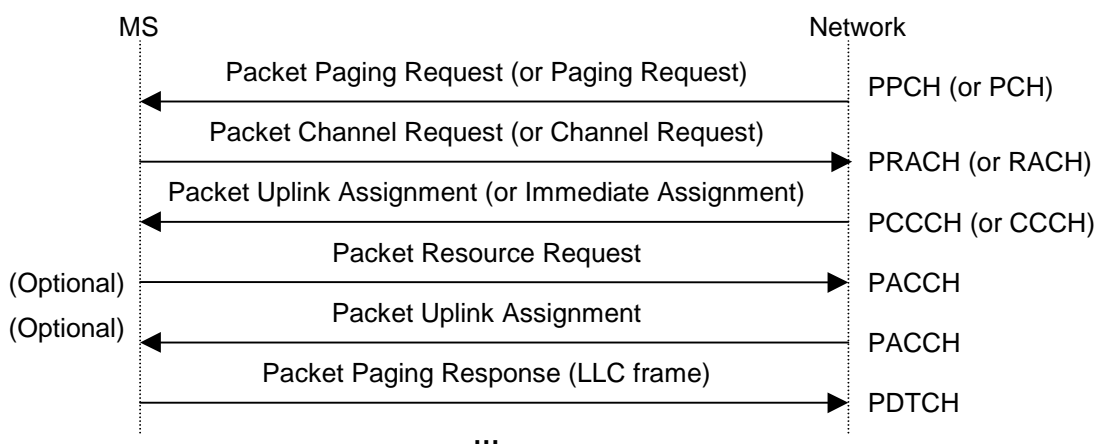 MS Network
Packet Paging Request (or Paging Request) PPCH (or PCH)
Packet Channel Request (or Channel Request) PRACH (or RACH)
Packet Uplink Assignment (or Immediate Assignment) PCCCH (or CCCH)
Packet Resource Request
(Optional) PACCH
Packet Uplink Assignment
(Optional) PACCH
Packet Paging Response (LLC frame) PDTCH
...